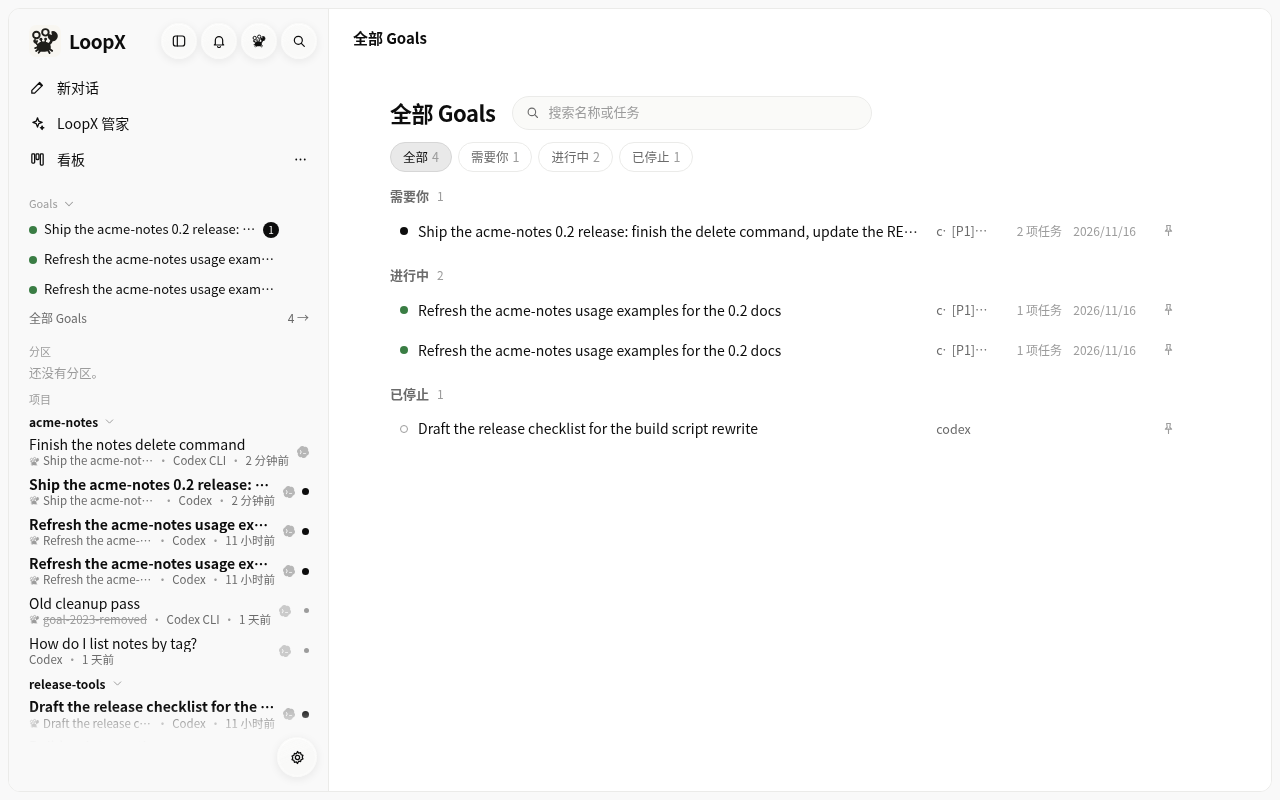 LoopX
新对话
LoopX 管家
看板
Goals
Ship the acme-notes 0.2 release: ··· 1
Refresh the acme-notes usage exam···
Refresh the acme-notes usage exam···
全部 Goals 4 →
分区
还没有分区。
项目
acme-notes
Finish the notes delete command
Ship the acme-not··· • Codex CLI • 2 分钟前
Ship the acme-notes 0.2 release: ···
Ship the acme-not··· • Codex • 2 分钟前
Refresh the acme-notes usage ex···
Refresh the acme-··· • Codex • 11 小时前
Refresh the acme-notes usage ex···
Refresh the acme-··· • Codex • 11 小时前
Old cleanup pass
goal-2023-removed • Codex CLI • 1 天前
How do I list notes by tag?
Codex • 1 天前
release-tools
Draft the release checklist for the ···
Draft the release c··· • Codex • 11 小时前
全部 Goals
全部 Goals
搜索名称或任务
全部 4 需要你 1 进行中 2 已停止 1
需要你 1
Ship the acme-notes 0.2 release: finish the delete command, update the RE··· c· [P1]··· 2 项任务 2026/11/16
进行中 2
Refresh the acme-notes usage examples for the 0.2 docs c· [P1]··· 1 项任务 2026/11/16
Refresh the acme-notes usage examples for the 0.2 docs c· [P1]··· 1 项任务 2026/11/16
已停止 1
Draft the release checklist for the build script rewrite codex